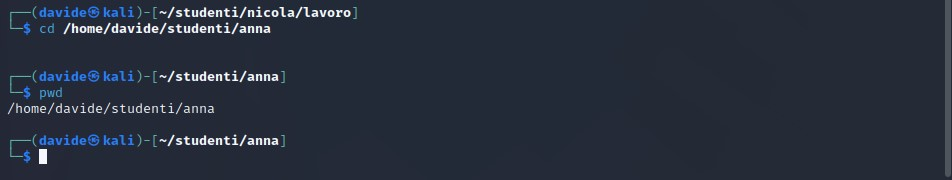 ┌──(davide㉿kali)-[~/studenti/nicola/lavoro]
└─$ cd /home/davide/studenti/anna
┌──(davide㉿kali)-[~/studenti/anna]
└─$ pwd
/home/davide/studenti/anna
┌──(davide㉿kali)-[~/studenti/anna]
└─$